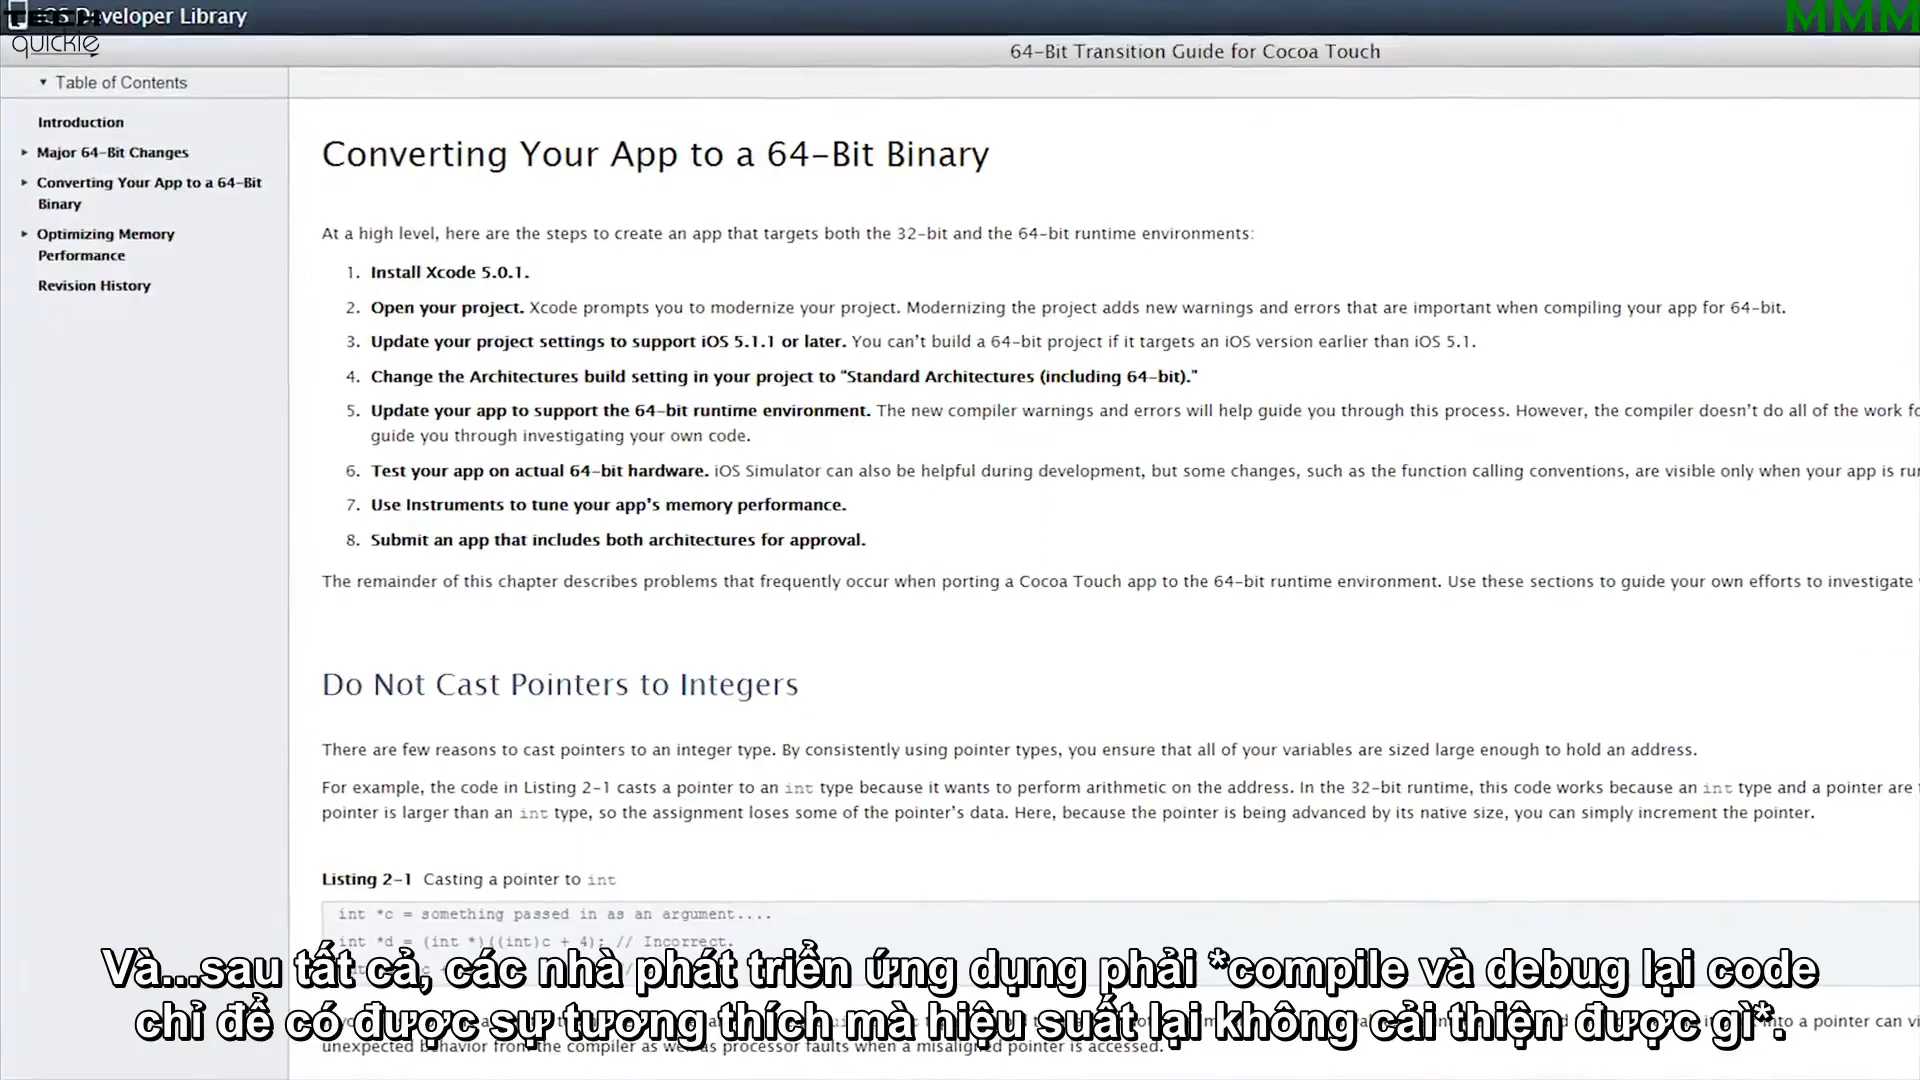 iOS Developer Library
TECH
quickie
MMM
64-Bit Transition Guide for Cocoa Touch
Table of Contents
Introduction
Major 64-Bit Changes
Converting Your App to a 64-Bit
Binary
Optimizing Memory
Performance
Revision History
Converting Your App to a 64-Bit Binary
At a high level, here are the steps to create an app that targets both the 32-bit and the 64-bit runtime environments:
1. Install Xcode 5.0.1.
2. Open your project. Xcode prompts you to modernize your project. Modernizing the project adds new warnings and errors that are important when compiling your app for 64-bit.
3. Update your project settings to support iOS 5.1.1 or later. You can't build a 64-bit project if it targets an iOS version earlier than iOS 5.1.
4. Change the Architectures build setting in your project to "Standard Architectures (including 64-bit)."
5. Update your app to support the 64-bit runtime environment. The new compiler warnings and errors will help guide you through this process. However, the compiler doesn't do all of the work
guide you through investigating your own code.
6. Test your app on actual 64-bit hardware. iOS Simulator can also be helpful during development, but some changes, such as the function calling conventions, are visible only when your app is
7. Use Instruments to tune your app's memory performance.
8. Submit an app that includes both architectures for approval.
The remainder of this chapter describes problems that frequently occur when porting a Cocoa Touch app to the 64-bit runtime environment. Use these sections to guide your own efforts to investigate
Do Not Cast Pointers to Integers
There are few reasons to cast pointers to an integer type. By consistently using pointer types, you ensure that all of your variables are sized large enough to hold an address.
For example, the code in Listing 2-1 casts a pointer to an int type because it wants to perform arithmetic on the address. In the 32-bit runtime, this code works because an int type and a pointer are
pointer is larger than an int type, so the assignment loses some of the pointer's data. Here, because the pointer is being advanced by its native size, you can simply increment the pointer.
Listing 2-1 Casting a pointer to int
int *c = something passed in as an argument....
int *d = (int *)((int)c + 4); // Incorrect.
Và...sau tất cả, các nhà phát triển ứng dụng phải *compile và debug lại code
chỉ để có được sự tương thích mà hiệu suất lại không cải thiện được gì*.
into a pointer can
unexpected behavior from the compiler as well as processor faults when a misaligned pointer is accessed.